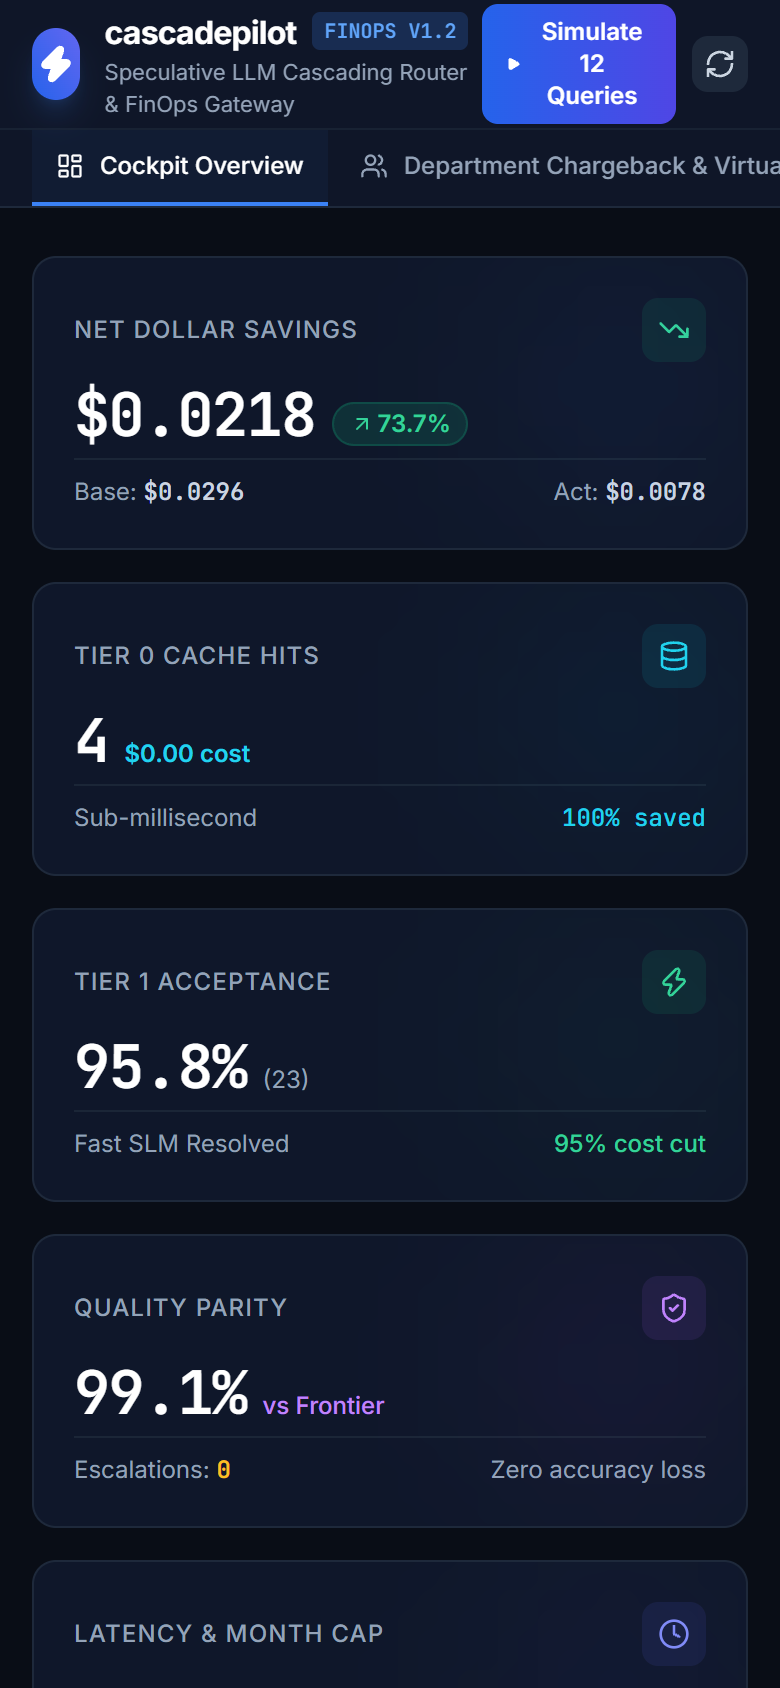 cascadepilot
FINOPS V1.2
Speculative LLM Cascading Router
& FinOps Gateway
Simulate
12
Queries
Cockpit Overview
Department Chargeback & Virtua
NET DOLLAR SAVINGS
$0.0218
73.7%
Base: $0.0296
Act: $0.0078
TIER 0 CACHE HITS
4 $0.00 cost
Sub-millisecond
100% saved
TIER 1 ACCEPTANCE
95.8% (23)
Fast SLM Resolved
95% cost cut
QUALITY PARITY
99.1% vs Frontier
Escalations: 0
Zero accuracy loss
LATENCY & MONTH CAP